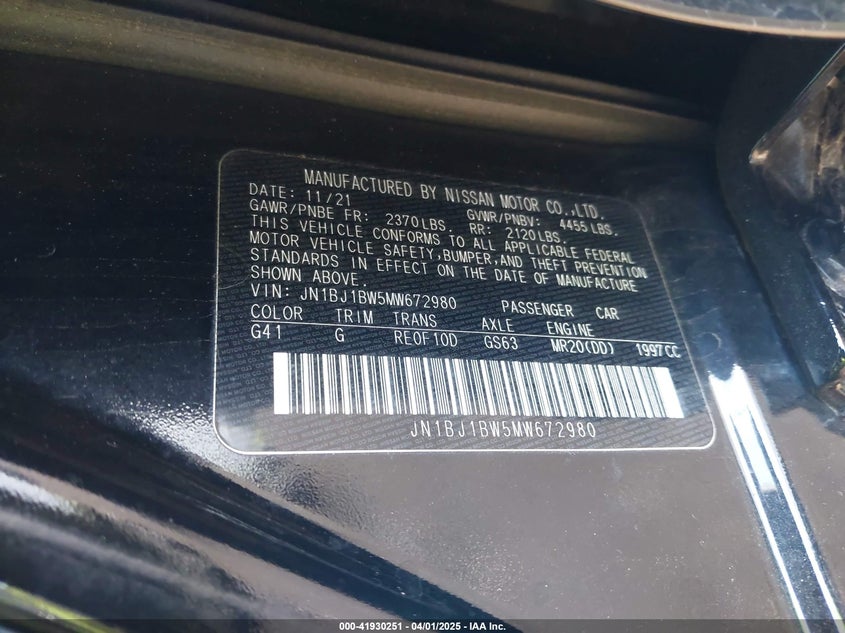 MANUFACTURED BY NISSAN MOTOR CO.,LTD.
DATE: 11/21 GVWR/PNBV: 4455 LBS.
GAWR/PNBE FR: 2370 LBS. RR: 2120 LBS.
THIS VEHICLE CONFORMS TO ALL APPLICABLE FEDERAL
MOTOR VEHICLE SAFETY,BUMPER,AND THEFT PREVENTION
STANDARDS IN EFFECT ON THE DATE OF MANUFACTURE
SHOWN ABOVE.
VIN: JN1BJ1BW5MW672980 PASSENGER CAR
COLOR TRIM TRANS AXLE ENGINE
G41 G RE0F10D GS63 MR20(DD) 1997CC
JN1BJ1BW5MW672980
000-41930251 - 04/01/2025 - IAA Inc.